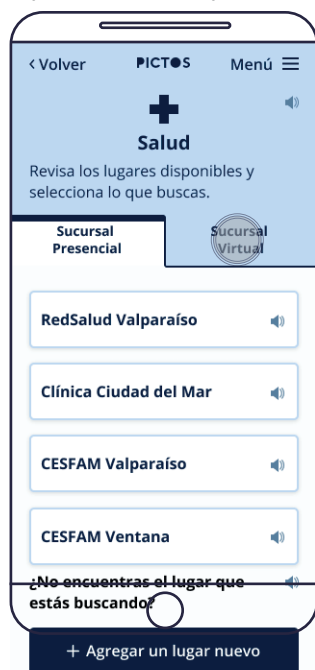 ‹ Volver PICTOS Menú
Salud
Revisa los lugares disponibles y
selecciona lo que buscas.
Sucursal
Presencial
Sucursal
Virtual
RedSalud Valparaíso
Clínica Ciudad del Mar
CESFAM Valparaíso
CESFAM Ventana
¿No encuentras el lugar que
estás buscando?
+ Agregar un lugar nuevo